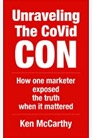 Unraveling
The CoVid
CON
How one marketer
exposed
the truth
when it mattered
Ken McCarthy